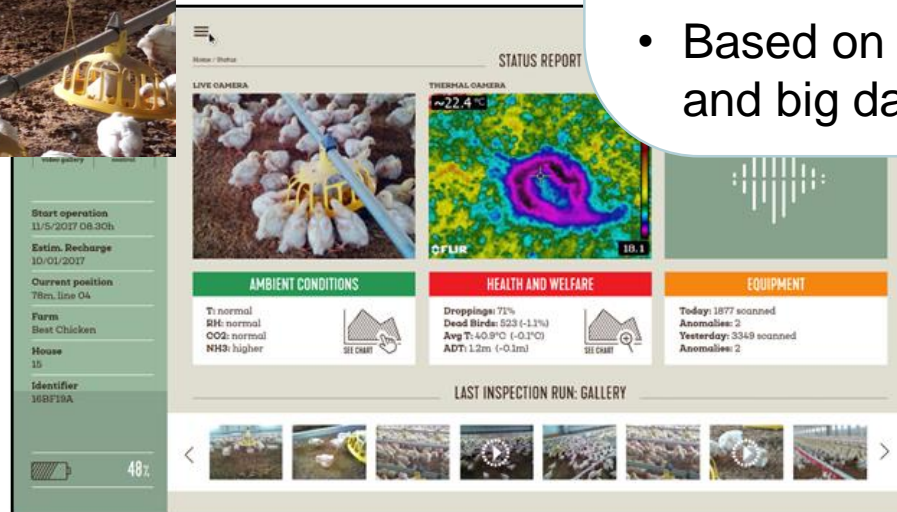 • Based on
and big da
Home / Status
STATUS REPORT
LIVE CAMERA
THERMAL CAMERA
~22.4 °C
FLIR
18.1
video gallery
control
Start operation
11/5/2017 08.30h
Estim. Recharge
10/01/2017
Current position
78m, line 04
Farm
Best Chicken
House
15
Identifier
16BF19A
48%
AMBIENT CONDITIONS
T: normal
RH: normal
CO2: normal
NH3: higher
SEE CHART
HEALTH AND WELFARE
Droppings: 71%
Dead Birds: 523 (-1.1%)
Avg T: 40.9°C (-0.1°C)
ADT: 1.2m (-0.1m)
SEE CHART
EQUIPMENT
Today: 1877 scanned
Anomalies: 2
Yesterday: 3349 scanned
Anomalies: 2
LAST INSPECTION RUN: GALLERY